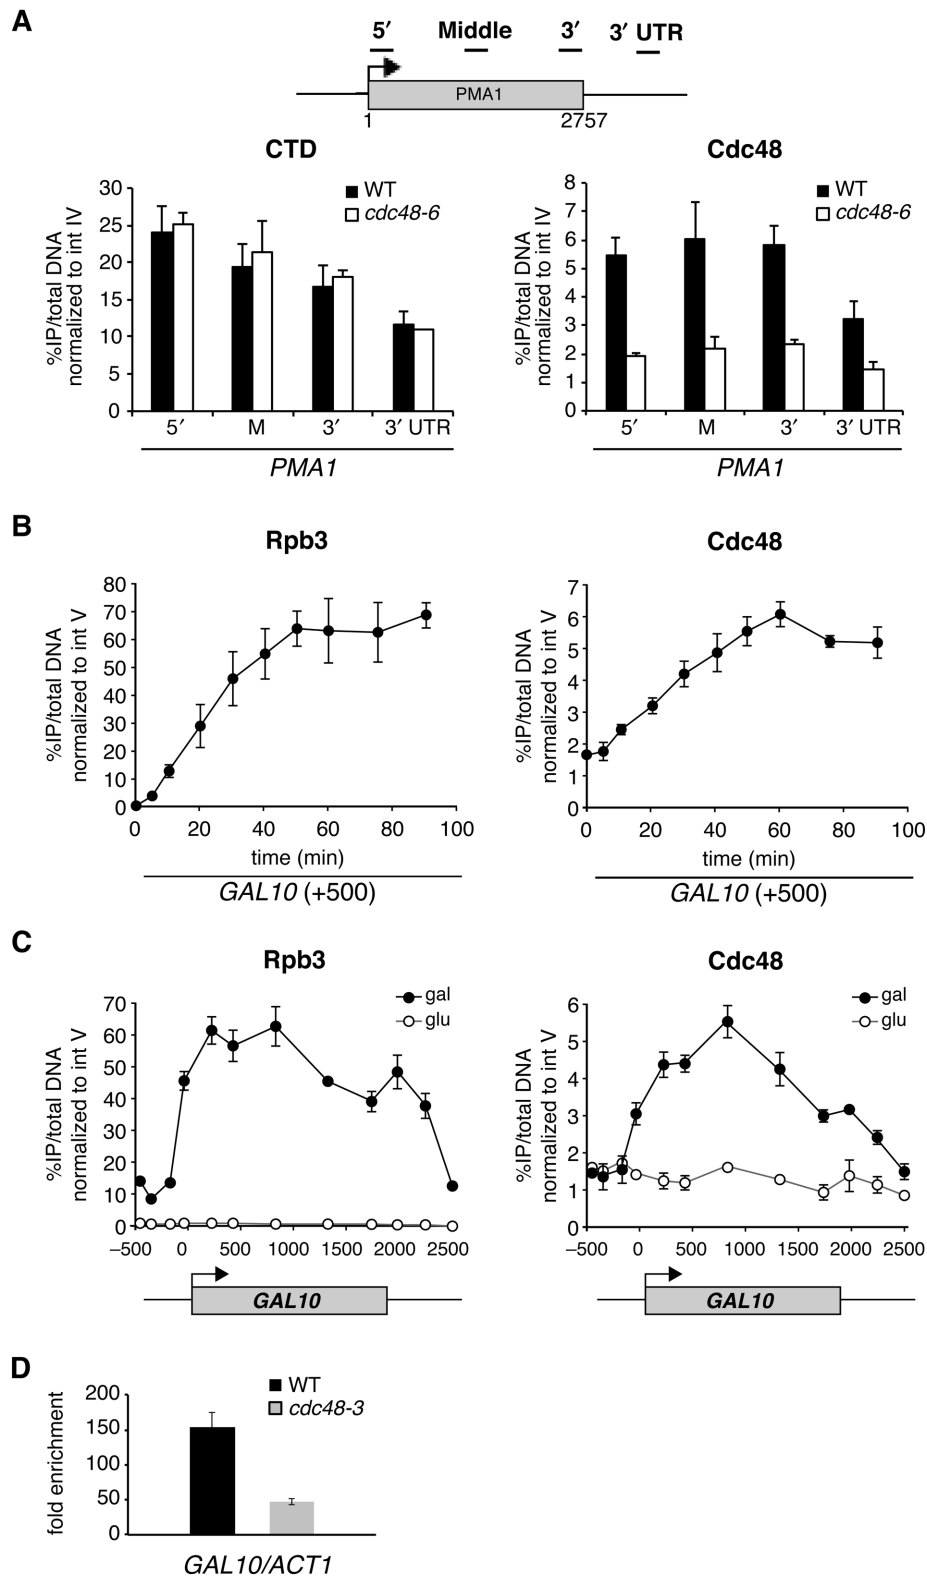 A
5′ Middle 3′ 3′ UTR
PMA1
1 2757
CTD
%IP/total DNA
normalized to int IV
30
25
20
15
10
5
0
WT
cdc48-6
5′ M 3′ 3′ UTR
PMA1
Cdc48
%IP/total DNA
normalized to int IV
8
7
6
5
4
3
2
1
0
WT
cdc48-6
5′ M 3′ 3′ UTR
PMA1
B
Rpb3
%IP/total DNA
normalized to int V
80
70
60
50
40
30
20
10
0
0 20 40 60 80 100
time (min)
GAL10 (+500)
Cdc48
%IP/total DNA
normalized to int V
7
6
5
4
3
2
1
0
0 20 40 60 80 100
time (min)
GAL10 (+500)
C
Rpb3
%IP/total DNA
normalized to int V
70
60
50
40
30
20
10
0
gal
glu
–500 0 500 1000 1500 2000 2500
GAL10
Cdc48
%IP/total DNA
normalized to int V
6
5
4
3
2
1
0
gal
glu
–500 0 500 1000 1500 2000 2500
GAL10
D
fold enrichment
200
150
100
50
0
WT
cdc48-3
GAL10/ACT1